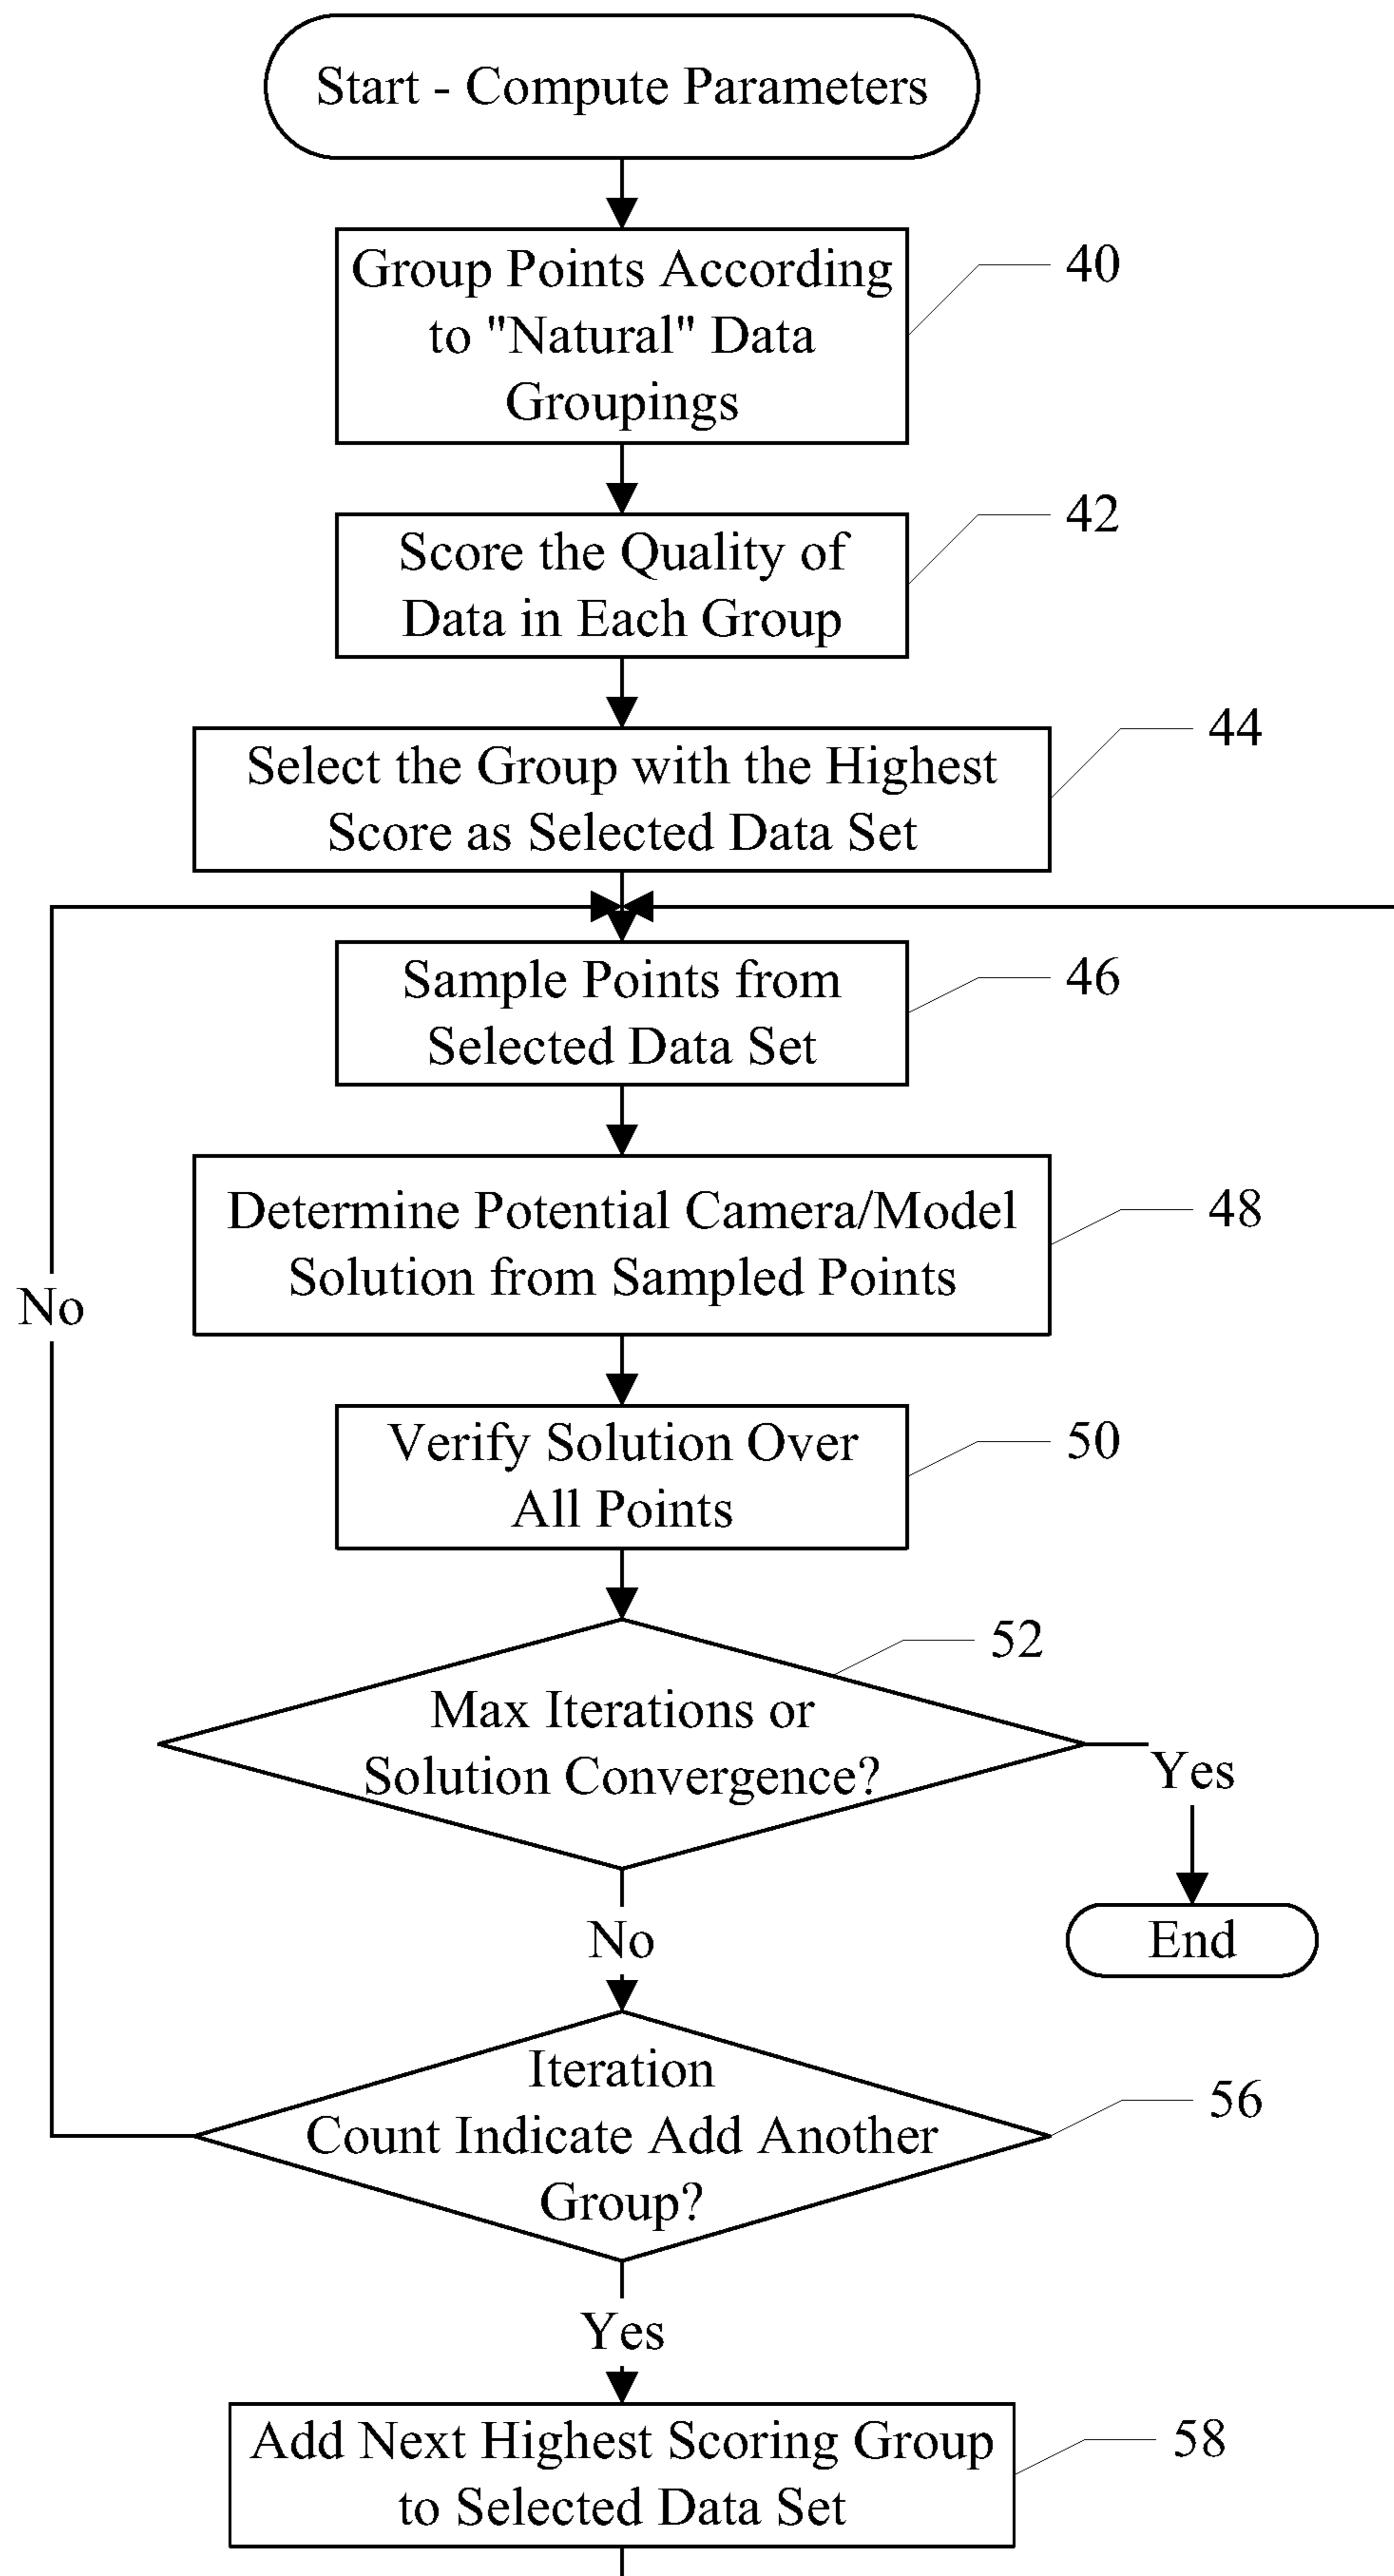 Start - Compute Parameters
Group Points According
to "Natural" Data
Groupings
40
Score the Quality of
Data in Each Group
42
Select the Group with the Highest
Score as Selected Data Set
44
Sample Points from
Selected Data Set
46
Determine Potential Camera/Model
Solution from Sampled Points
48
No
Verify Solution Over
All Points
50
Max Iterations or
Solution Convergence?
52
Yes
End
No
Iteration
Count Indicate Add Another
Group?
56
Yes
Add Next Highest Scoring Group
to Selected Data Set
58